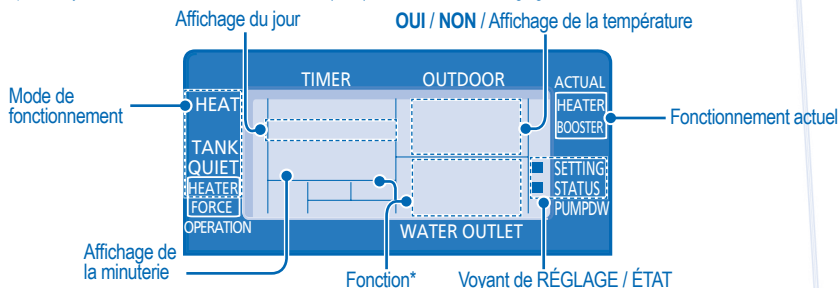 Affichage du jour
OUI / NON / Affichage de la température
TIMER
OUTDOOR
ACTUAL
Mode de
fonctionnement
HEAT
HEATER
BOOSTER
Fonctionnement actuel
TANK
QUIET
HEATER
FORCE
OPERATION
SETTING
STATUS
PUMPDW
WATER OUTLET
Affichage de
la minuterie
Fonction*
Voyant de RÉGLAGE / ÉTAT